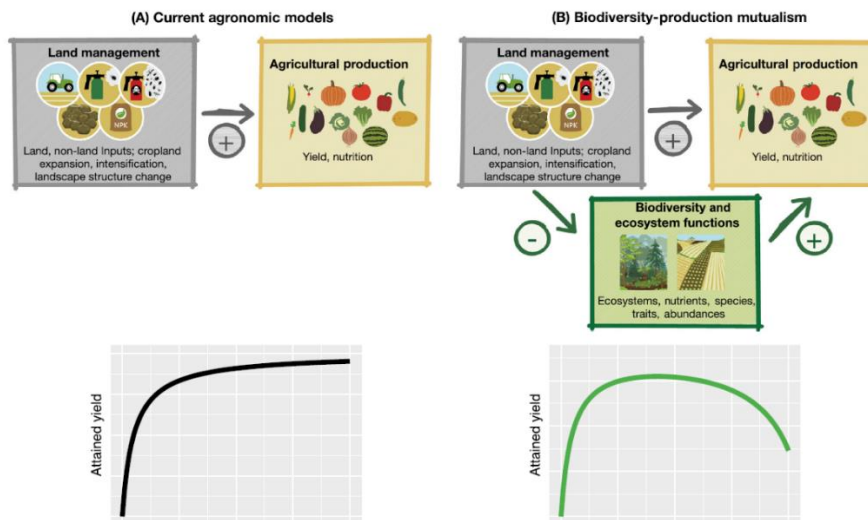 (A) Current agronomic models
Land management
NPK
Land, non-land Inputs; cropland
expansion, intensification,
landscape structure change
+
Agricultural production
Yield, nutrition
(B) Biodiversity-production mutualism
Land management
NPK
Land, non-land Inputs; cropland
expansion, intensification,
landscape structure change
+
Agricultural production
Yield, nutrition
-
Biodiversity and
ecosystem functions
Ecosystems, nutrients, species,
traits, abundances
+
Attained yield
Attained yield